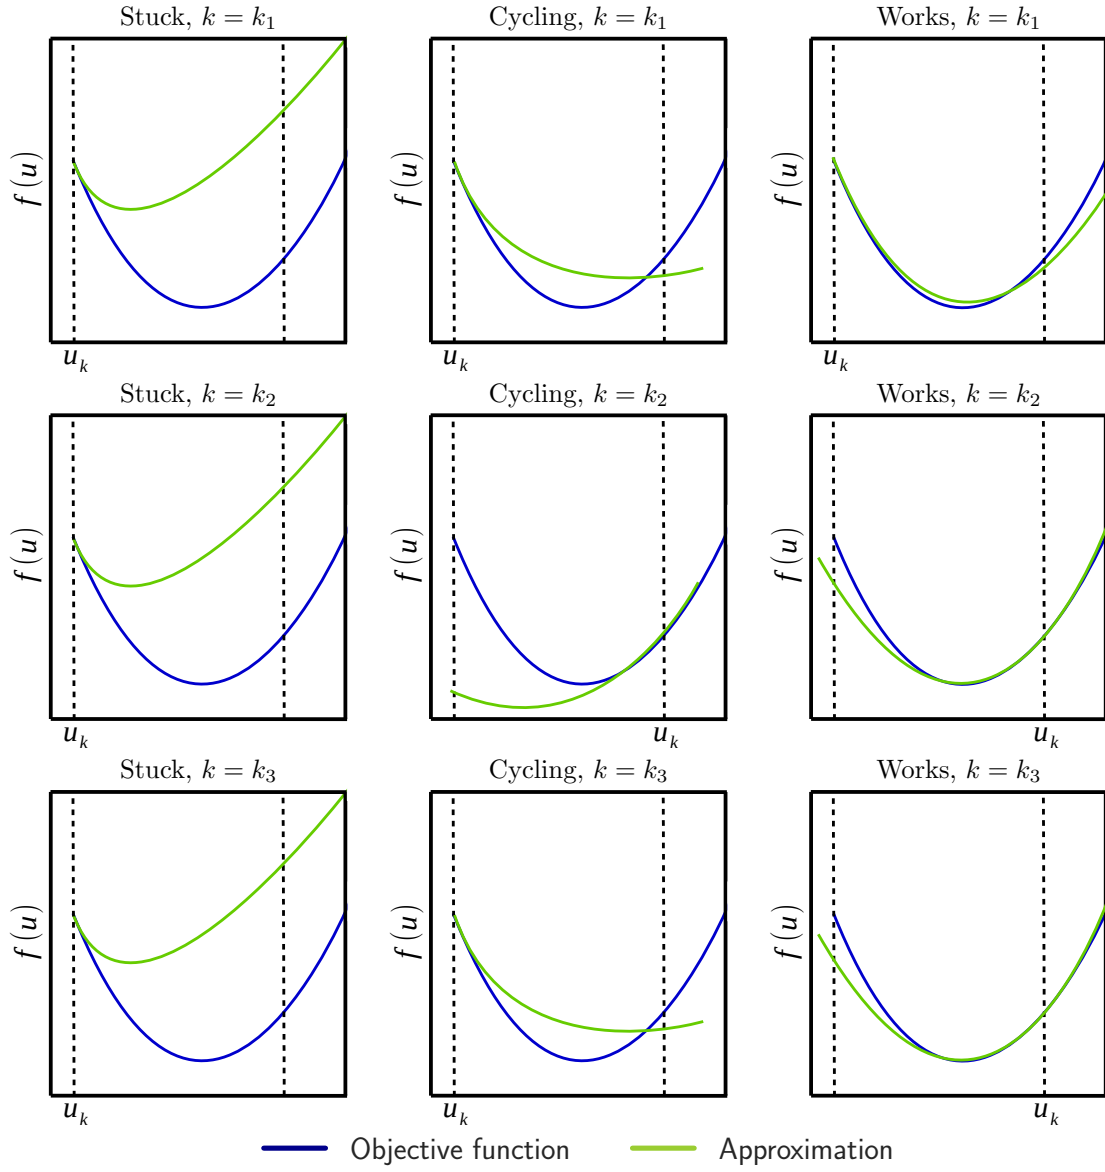 Stuck, k = k₁
Cycling, k = k₁
Works, k = k₁
f(u)
f(u)
f(u)
uₖ
uₖ
uₖ
Stuck, k = k₂
Cycling, k = k₂
Works, k = k₂
f(u)
f(u)
f(u)
uₖ
uₖ
uₖ
Stuck, k = k₃
Cycling, k = k₃
Works, k = k₃
f(u)
f(u)
f(u)
uₖ
uₖ
uₖ
Objective function
Approximation